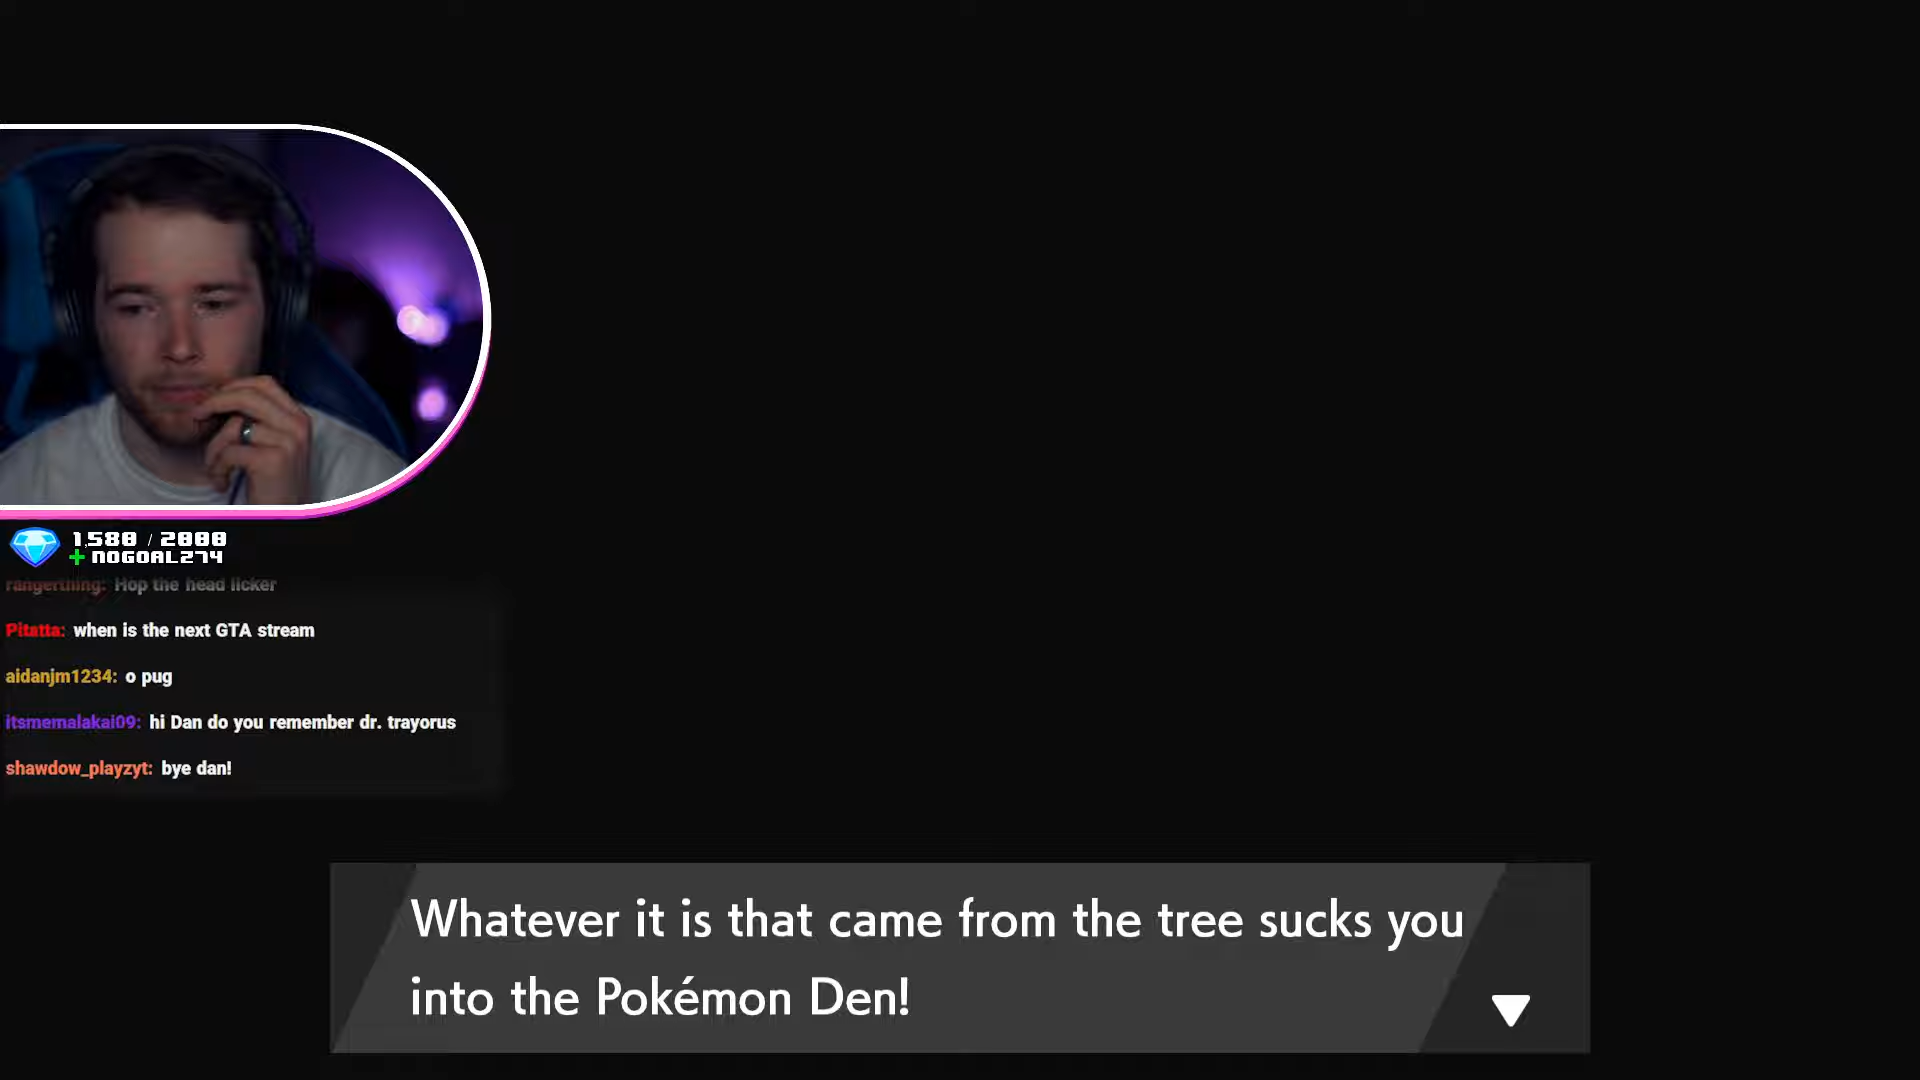 1,580 / 2000
+ NOGOAL274
rangerthing: Hop the head licker
Pitatta: when is the next GTA stream
aidanjm1234: o pug
itsmemalakai09: hi Dan do you remember dr. trayorus
shawdow_playzyt: bye dan!
Whatever it is that came from the tree sucks you
into the Pokémon Den!